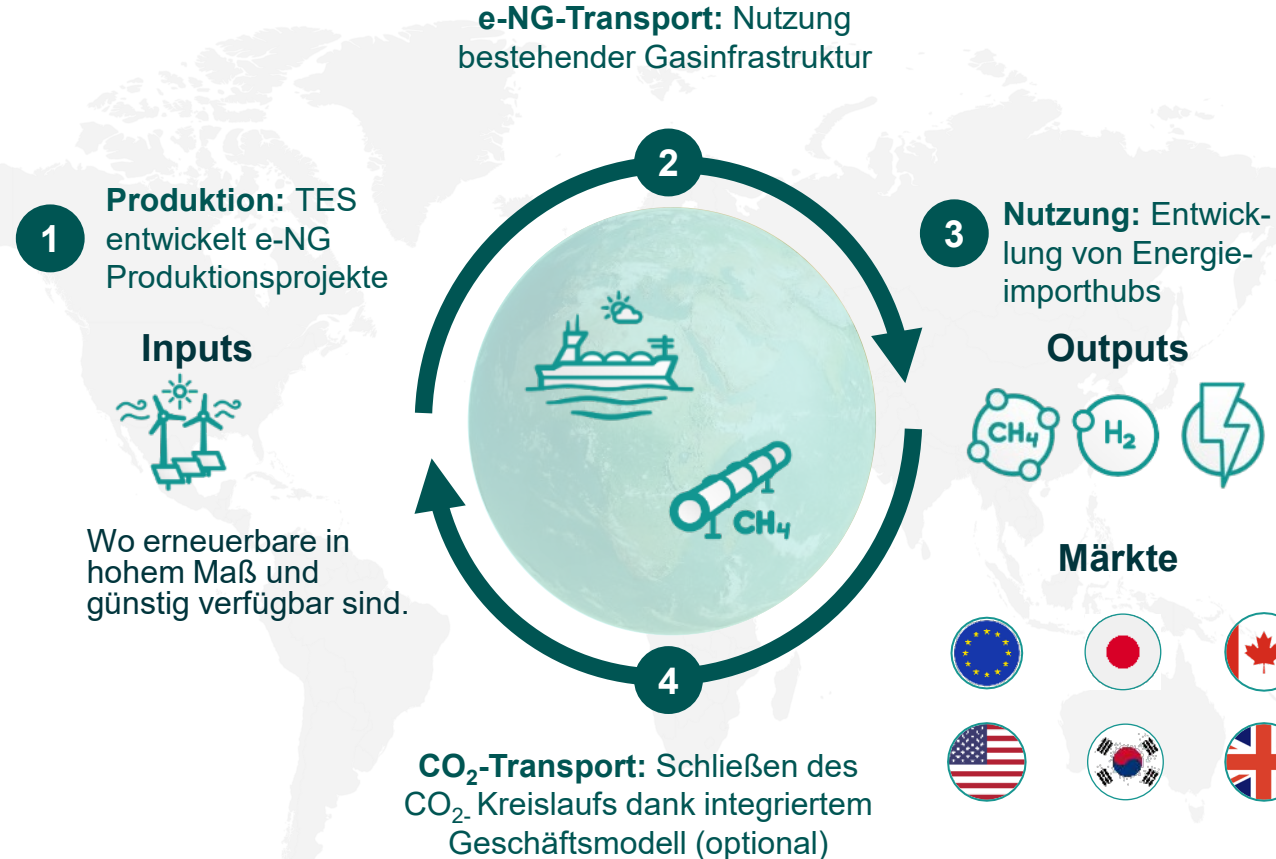 e-NG-Transport: Nutzung
bestehender Gasinfrastruktur
2
1
Produktion: TES
entwickelt e-NG
Produktionsprojekte
3
Nutzung: Entwick-
lung von Energie-
importhubs
Inputs
Outputs
CH₄
H₂
CH₄
Wo erneuerbare in
hohem Maß und
günstig verfügbar sind.
Märkte
4
CO₂-Transport: Schließen des
CO₂- Kreislaufs dank integriertem
Geschäftsmodell (optional)